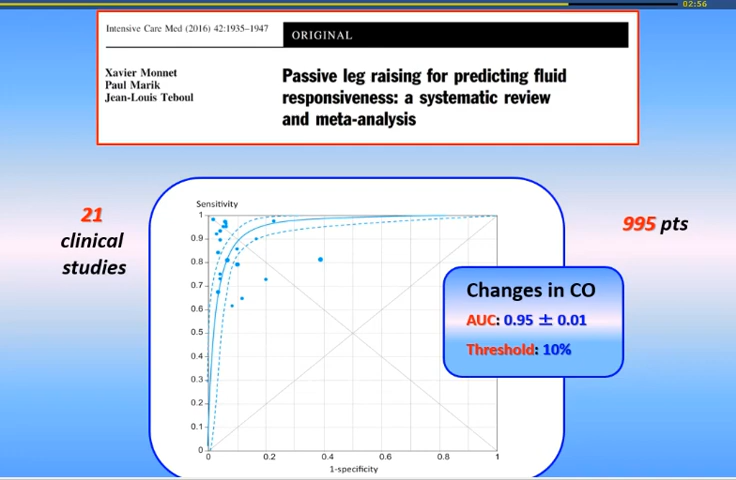 02:56
Intensive Care Med (2016) 42:1935–1947
ORIGINAL
Xavier Monnet
Paul Marik
Jean-Louis Teboul
Passive leg raising for predicting fluid
responsiveness: a systematic review
and meta-analysis
21
clinical
studies
995 pts
Sensitivity
1
0.9
0.8
0.7
0.6
0.5
0.4
0.3
0.2
0.1
0
0
0.2
0.4
0.6
0.8
1
1-specificity
Changes in CO
AUC: 0.95 ± 0.01
Threshold: 10%